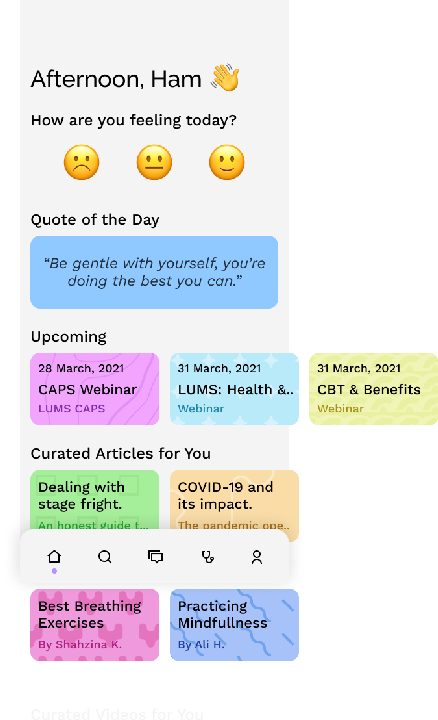 Afternoon, Ham 👋
How are you feeling today?
Quote of the Day
“Be gentle with yourself, you’re
doing the best you can.”
Upcoming
28 March, 2021
CAPS Webinar
LUMS CAPS
31 March, 2021
LUMS: Health &..
Webinar
31 March, 2021
CBT & Benefits
Webinar
Curated Articles for You
Dealing with
stage fright.
An honest guide t...
COVID-19 and
its impact.
The pandemic ope..
Best Breathing
Exercises
By Shahzina K.
Practicing
Mindfullness
By Ali H.
Curated Videos for You